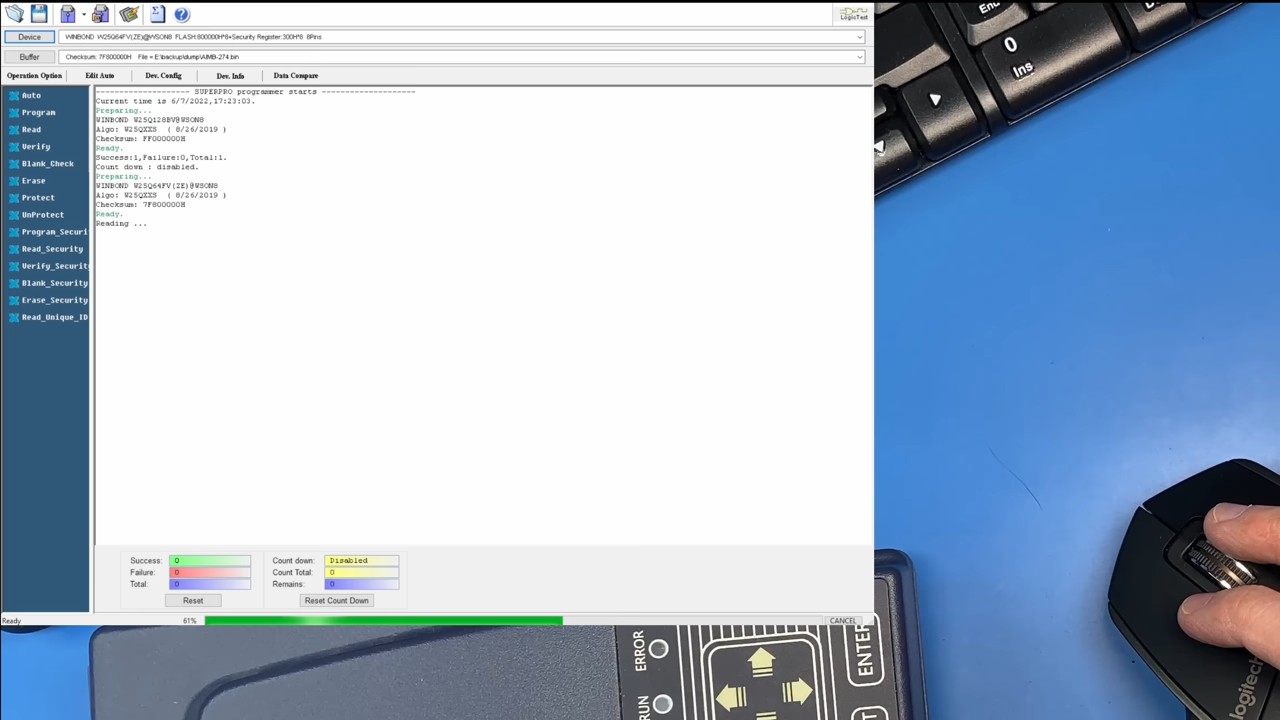 LogicTest
Device
WINBOND W25Q64FV(ZE)@WSON8 FLASH:800000H*8+Security Register:300H*8 8Pins
Buffer
Checksum: 7F800000H File = E:\backup\dump\AIMB-274.bin
Operation Option Edit Auto Dev. Config Dev. Info Data Compare
Auto
Program
Read
Verify
Blank_Check
Erase
Protect
UnProtect
Program_Securi
Read_Security
Verify_Security
Blank_Security
Erase_Security
Read_Unique_ID
-------------------- SUPERPRO programmer starts --------------------
Current time is 6/7/2022,17:23:03.
Preparing...
WINBOND W25Q128BV@WSON8
Algo: W25QXXS ( 8/26/2019 )
Checksum: FF000000H
Ready.
Success:1,Failure:0,Total:1.
Count down : disabled.
Preparing...
WINBOND W25Q64FV(ZE)@WSON8
Algo: W25QXXS ( 8/26/2019 )
Checksum: 7F800000H
Ready.
Reading ...
Success: 0
Failure: 0
Total: 0
Reset
Count down: Disabled
Count Total: 0
Remains: 0
Reset Count Down
Ready
61%
CANCEL
End
0
Ins
ERROR
RUN
ENTER
Logitech